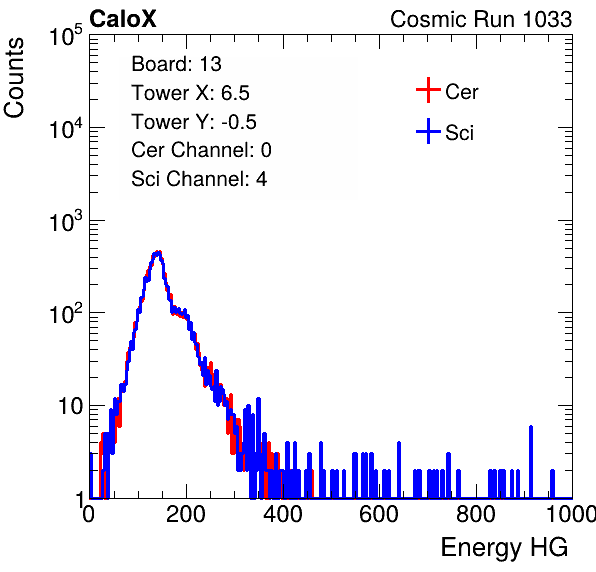 CaloX Cosmic Run 1033
Counts
Board: 13
Tower X: 6.5
Tower Y: -0.5
Cer Channel: 0
Sci Channel: 4
Cer
Sci
10^5
10^4
10^3
10^2
10
1
0 200 400 600 800 1000
Energy HG